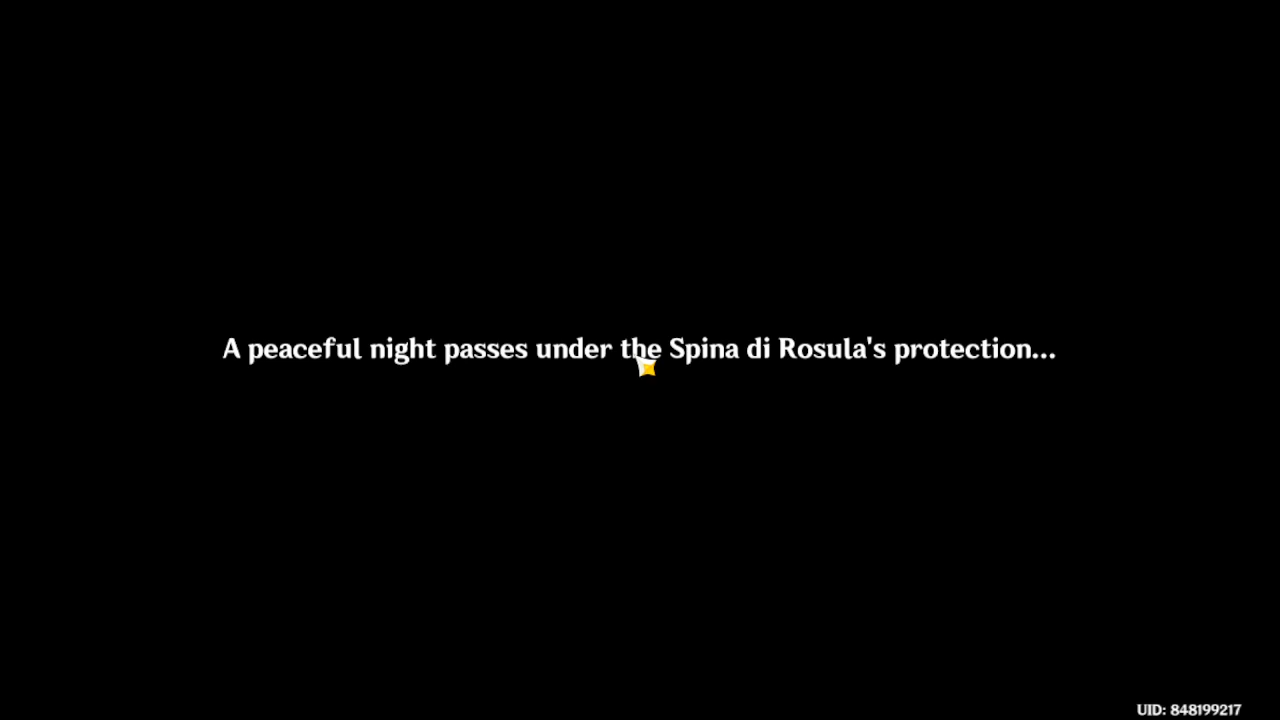 A peaceful night passes under the Spina di Rosula's protection...
UID: 848199217